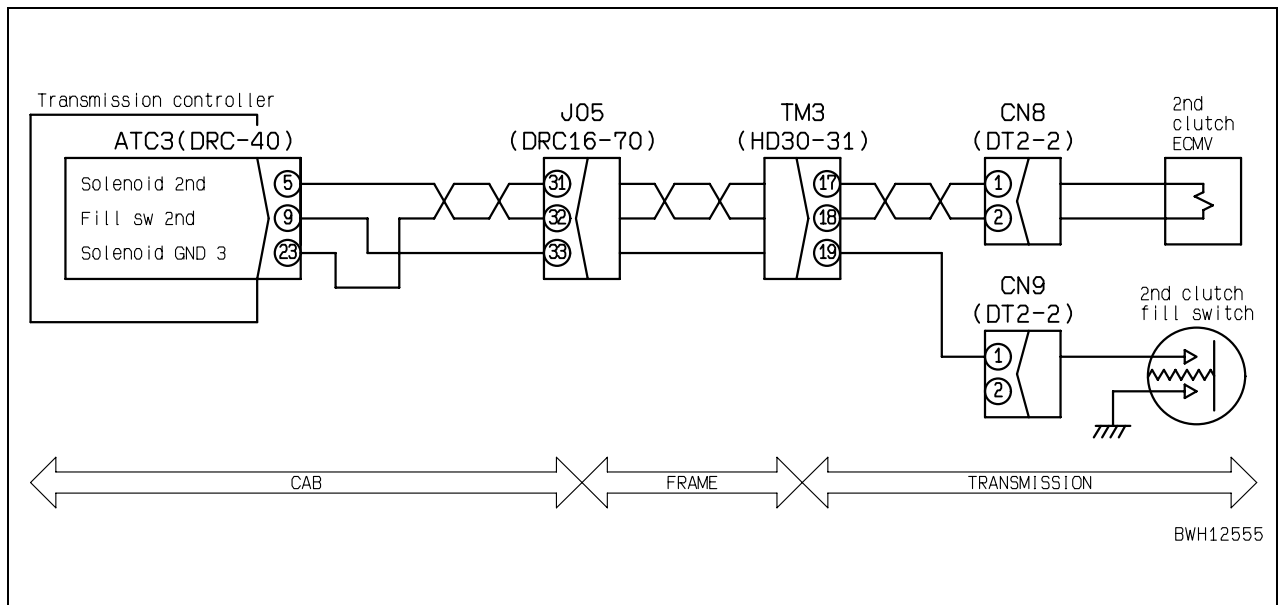 Transmission controller
ATC3(DRC-40)
Solenoid 2nd
Fill sw 2nd
Solenoid GND 3
5
9
23
J05
(DRC16-70)
31
32
33
TM3
(HD30-31)
17
18
19
CN8
(DT2-2)
1
2
2nd
clutch
ECMV
CN9
(DT2-2)
1
2
2nd clutch
fill switch
CAB
FRAME
TRANSMISSION
BWH12555